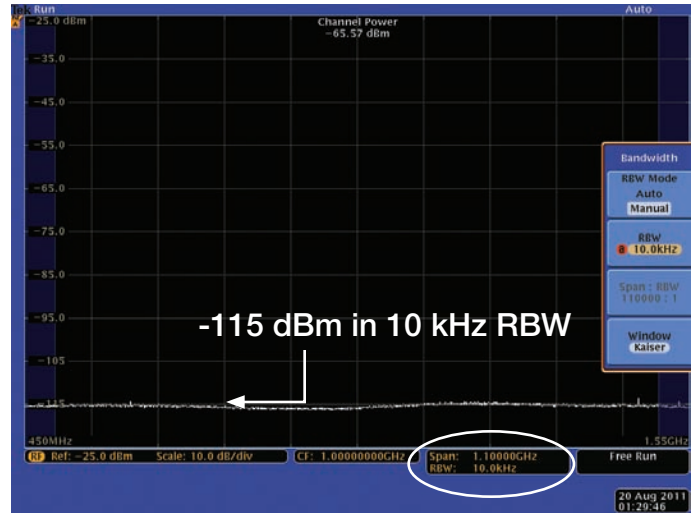 Tek Run
Auto
-25.0 dBm
Channel Power
-65.57 dBm
-35.0
-45.0
-55.0
-65.0
-75.0
-85.0
-95.0
-105
-115
Bandwidth
RBW Mode
Auto
Manual
RBW
a 10.0kHz
Span : RBW
110000 : 1
Window
Kaiser
-115 dBm in 10 kHz RBW
450MHz
1.55GHz
RF Ref: -25.0 dBm Scale: 10.0 dB/div
CF: 1.00000000GHz
Span: 1.10000GHz
RBW: 10.0kHz
Free Run
20 Aug 2011
01:29:46